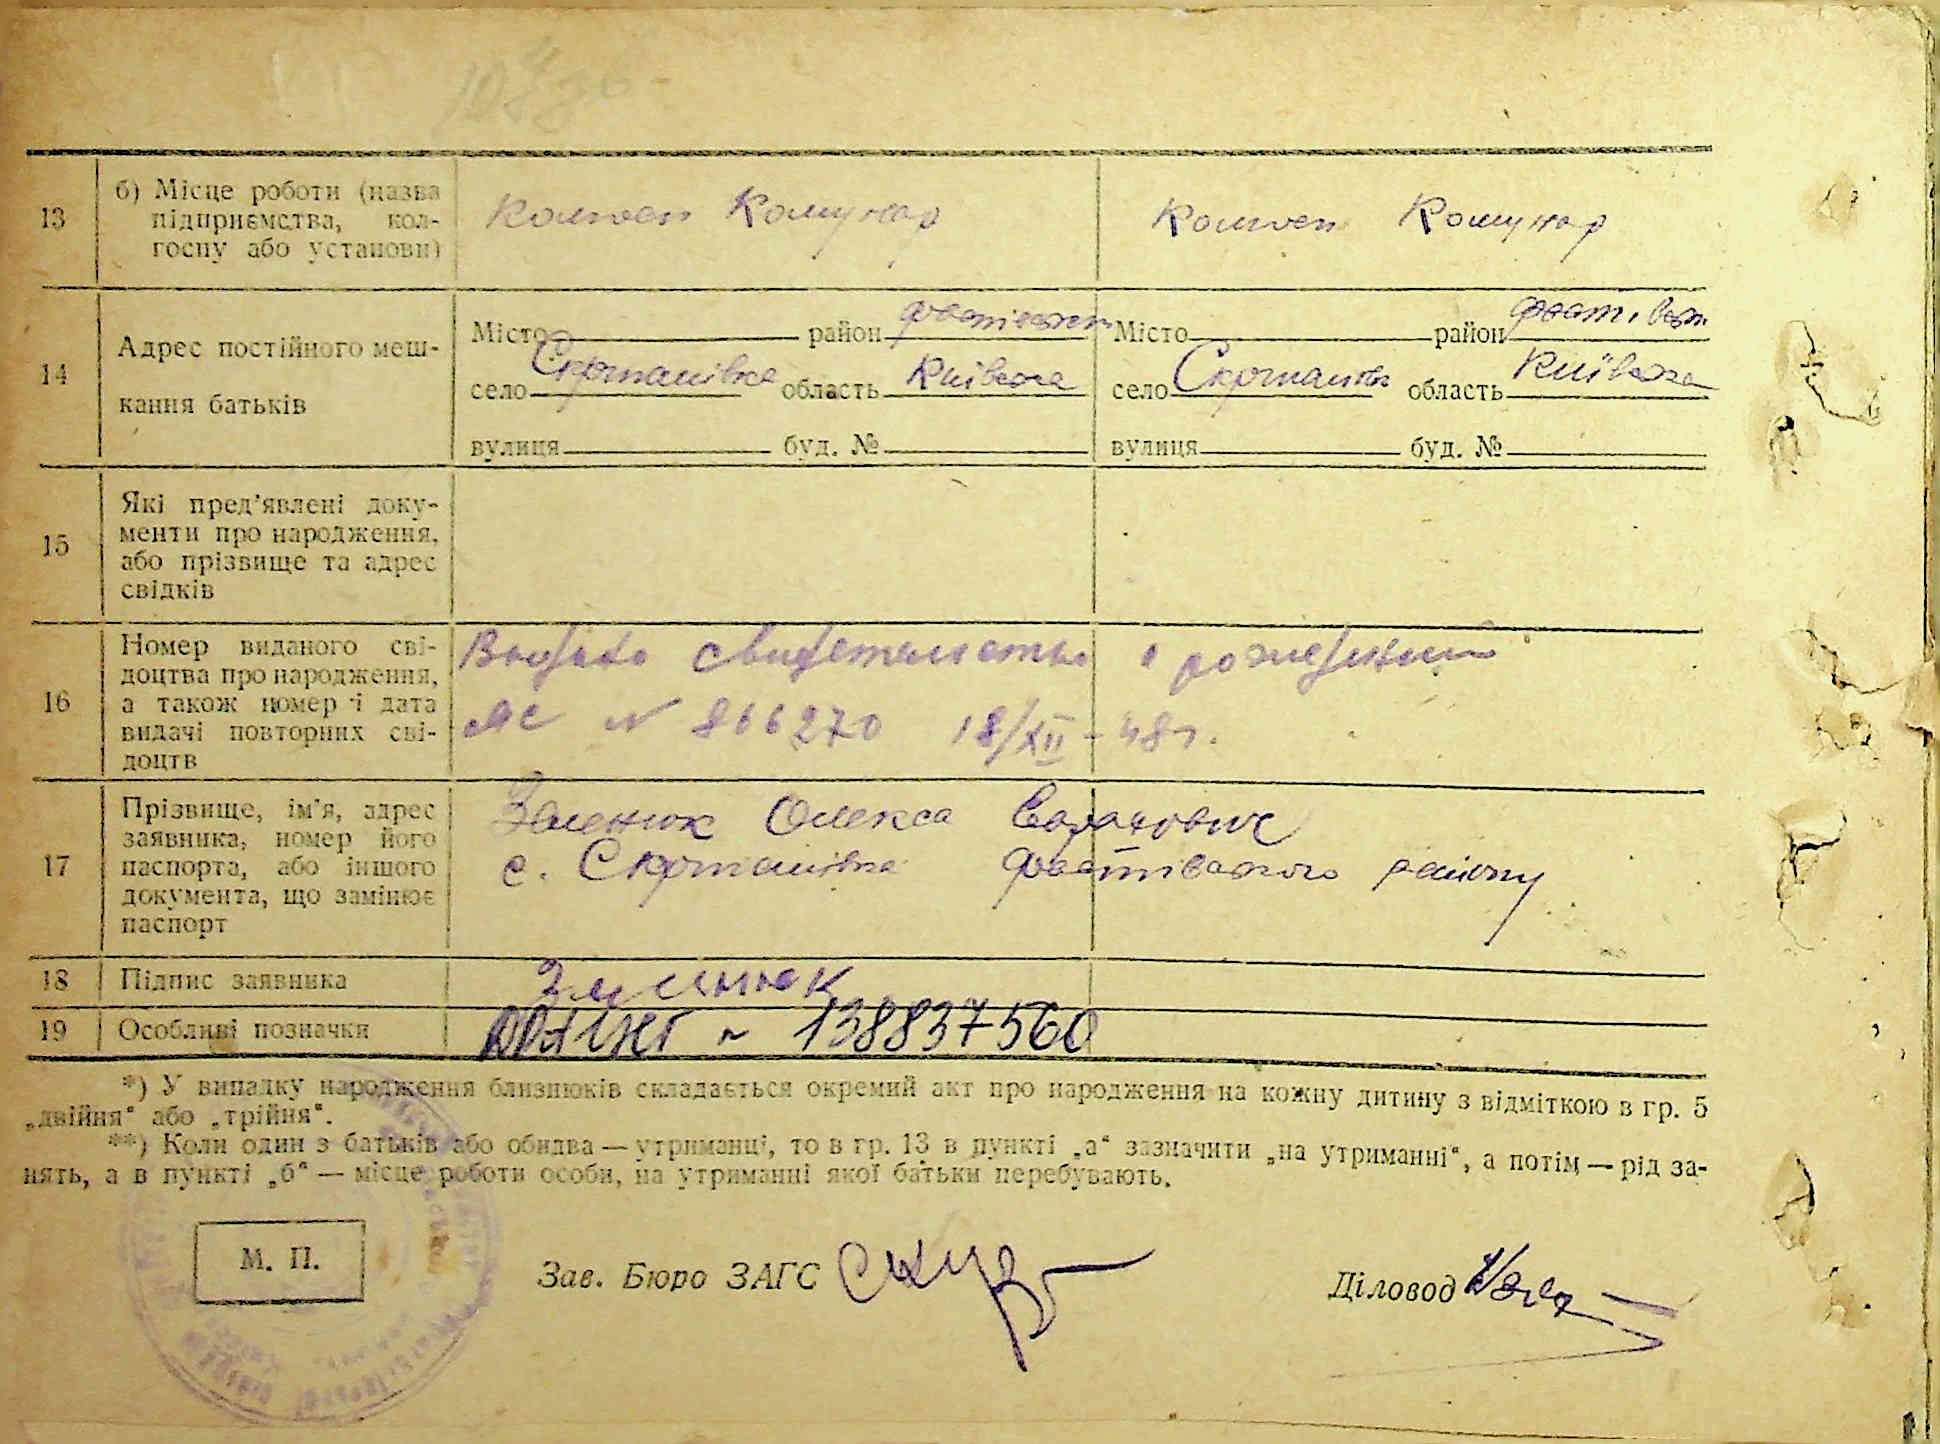 13
б) Місце роботи (назва
підприємства, кол-
госпу або установи)
Колгосп Комунар
Колгосп Комунар
14
Адрес постійного меш-
кання батьків
Місто район
село область Київська
вулиця буд. №
Місто район
село область Київська
вулиця буд. №
15
Які пред'явлені доку-
менти про народження,
або прізвище та адрес
свідків
16
Номер виданого сві-
доцтва про народження,
а також номер і дата
видачі повторних сві-
доцтв
Выдано свидетельство о рождении
№ 866270 18/XII-48г.
17
Прізвище, ім'я, адрес
заявника, номер його
паспорта, або іншого
документа, що замінює
паспорт
Олекса
с. Фастівського району
18
Підпис заявника
19
Особливі позначки
138837560
*) У випадку народження близнюків складається окремий акт про народження на кожну дитину з відміткою в гр. 5
„двійня“ або „трійня“.
**) Коли один з батьків або обидва — утриманці, то в гр. 13 в пункті „а“ зазначити „на утриманні“, а потім — рід за-
нять, а в пункті „б“ — місце роботи особи, на утриманні якої батьки перебувають.
М. П.
Зав. Бюро ЗАГС
Діловод